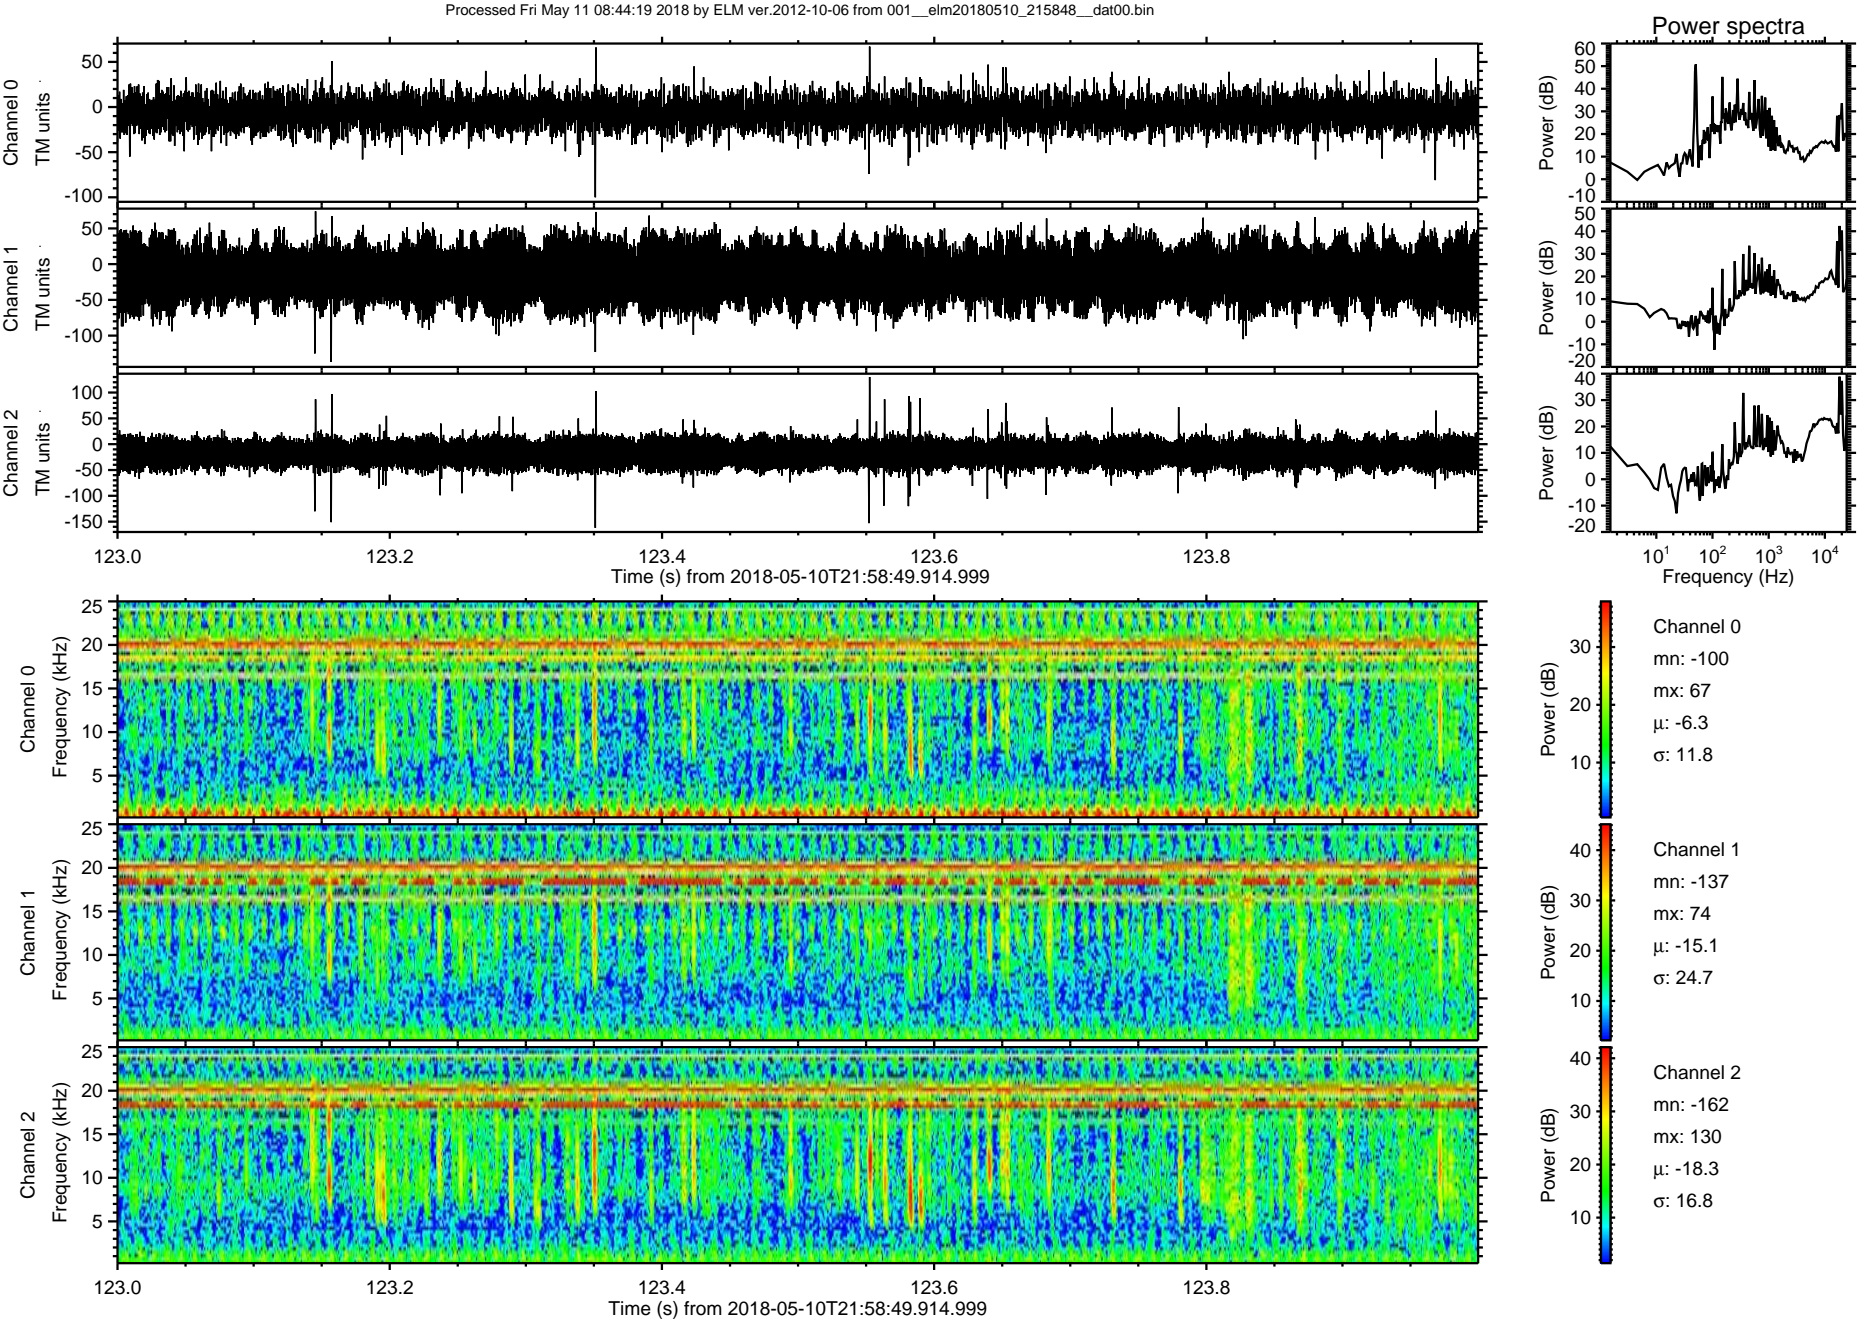 Processed Fri May 11 08:44:19 2018 by ELM ver.2012-10-06 from 001__elm20180510_215848__dat00.bin
Power spectra
Channel 0
TM units
50
0
-50
-100
Power (dB)
60
50
40
30
20
10
0
-10
Channel 1
TM units
50
0
-50
-100
Power (dB)
50
40
30
20
10
0
-10
-20
Channel 2
TM units
100
50
0
-50
-100
-150
Power (dB)
40
30
20
10
0
-10
-20
123.0 123.2 123.4 123.6 123.8
Time (s) from 2018-05-10T21:58:49.914.999
10^1 10^2 10^3 10^4
Frequency (Hz)
Channel 0
Frequency (kHz)
25
20
15
10
5
Power (dB)
30
20
10
Channel 0
mn: -100
mx: 67
μ: -6.3
σ: 11.8
Channel 1
Frequency (kHz)
25
20
15
10
5
Power (dB)
40
30
20
10
Channel 1
mn: -137
mx: 74
μ: -15.1
σ: 24.7
Channel 2
Frequency (kHz)
25
20
15
10
5
Power (dB)
40
30
20
10
Channel 2
mn: -162
mx: 130
μ: -18.3
σ: 16.8
123.0 123.2 123.4 123.6 123.8
Time (s) from 2018-05-10T21:58:49.914.999